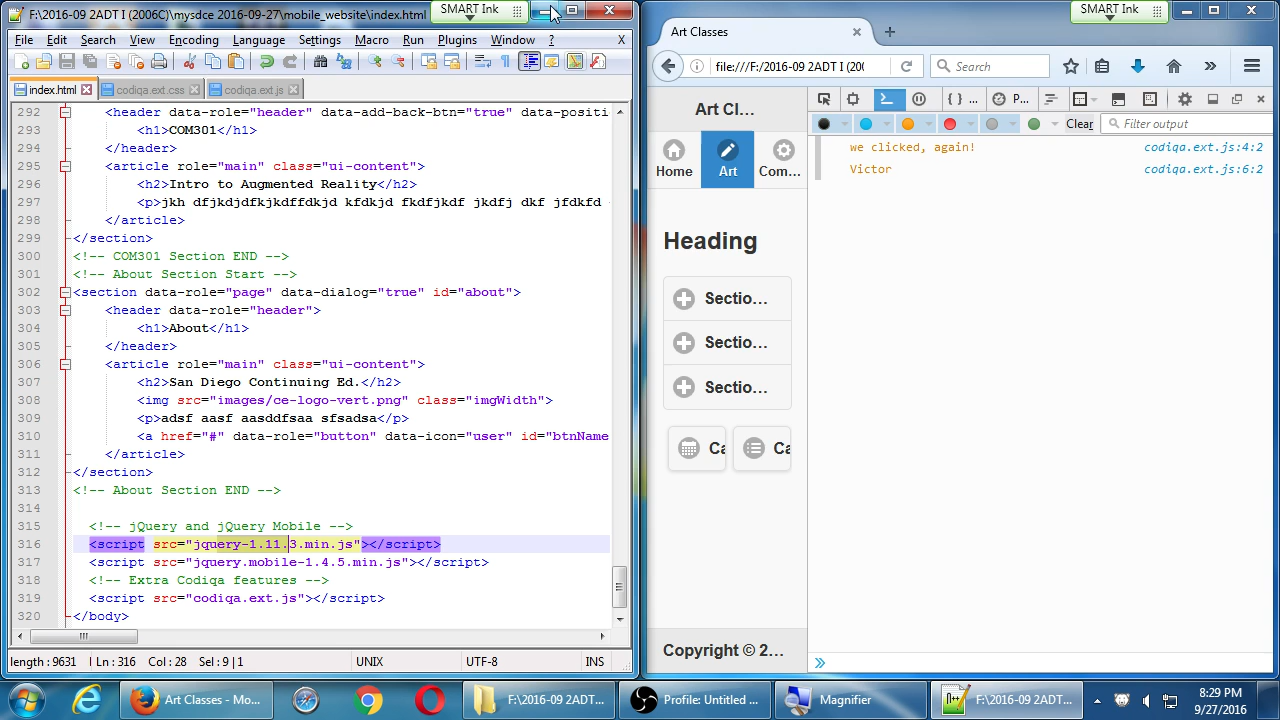 F:\2016-09 2ADT I (2006C)\mysdce 2016-09-27\mobile_website\index.html
SMART Ink
File Edit Search View Encoding Language Settings Macro Run Plugins Window ? X
index.html codiqa.ext.css codiqa.ext.js
292 <header data-role="header" data-add-back-btn="true" data-positi
293 <h1>COM301</h1>
294 </header>
295 <article role="main" class="ui-content">
296 <h2>Intro to Augmented Reality</h2>
297 <p>jkh dfjkdjdfkjkdffdkjd kfdkjd fkdfjkdf jkdfj dkf jfdkfd
298 </article>
299 </section>
300 <!-- COM301 Section END -->
301 <!-- About Section Start -->
302 <section data-role="page" data-dialog="true" id="about">
303 <header data-role="header">
304 <h1>About</h1>
305 </header>
306 <article role="main" class="ui-content">
307 <h2>San Diego Continuing Ed.</h2>
308 <img src="images/ce-logo-vert.png" class="imgWidth">
309 <p>adsf aasf aasddfsaa sfsadsa</p>
310 <a href="#" data-role="button" data-icon="user" id="btnName
311 </article>
312 </section>
313 <!-- About Section END -->
314
315 <!-- jQuery and jQuery Mobile -->
316 <script src="jquery-1.11.3.min.js"></script>
317 <script src="jquery.mobile-1.4.5.min.js"></script>
318 <!-- Extra Codiqa features -->
319 <script src="codiqa.ext.js"></script>
320 </body>
length : 9631 Ln : 316 Col : 28 Sel : 9 | 1 UNIX UTF-8 INS
SMART Ink
Art Classes
file:///F:/2016-09 2ADT I (200 Search
P...
Clear Filter output
we clicked, again! codiqa.ext.js:4:2
Victor codiqa.ext.js:6:2
Art Cl...
Home Art Com...
Heading
Sectio...
Sectio...
Sectio...
Ca Ca
Copyright © 2...
Art Classes - Mo... F:\2016-09 2ADT... Profile: Untitled ... Magnifier F:\2016-09 2ADT... 8:29 PM
9/27/2016